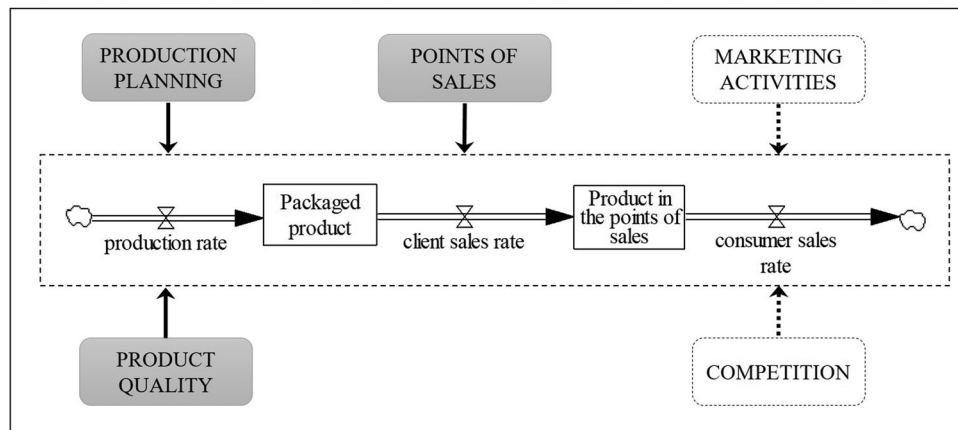 PRODUCTION
PLANNING
POINTS OF
SALES
MARKETING
ACTIVITIES
Packaged
product
Product in
the points of
sales
production rate
client sales rate
consumer sales
rate
PRODUCT
QUALITY
COMPETITION